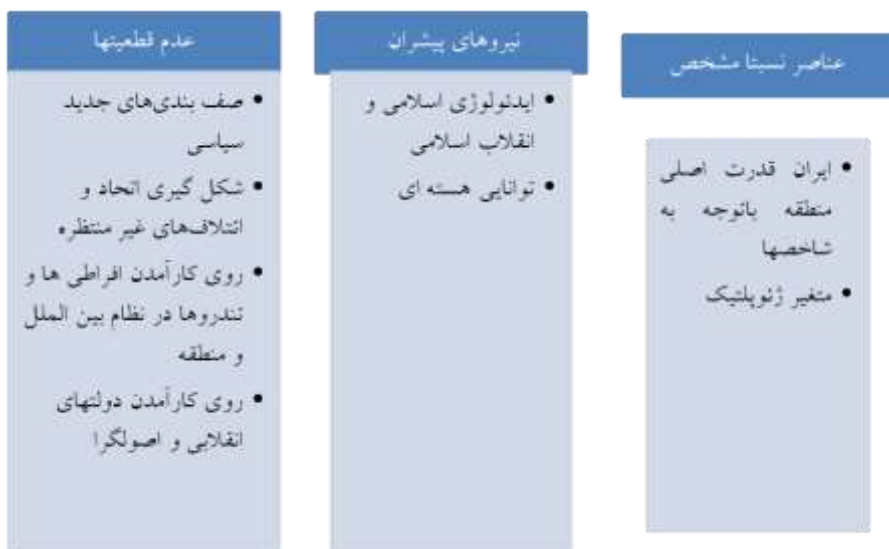 عناصر نسبتا مشخص
• ایران قدرت اصلی
منطقه باتوجه به
شاخصها
• متغیر ژئوپلتیک
نیروهای پیشران
• ایدئولوژی اسلامی و
انقلاب اسلامی
• توانایی هسته ای
عدم قطعیتها
• صف بندی‌های جدید
سیاسی
• شکل گیری اتحاد و
ائتلاف‌های غیر منتظره
• روی کارآمدن افراطی ها و
تندروها در نظام بین الملل
و منطقه
• روی کارآمدن دولتهای
انقلابی و اصولگرا